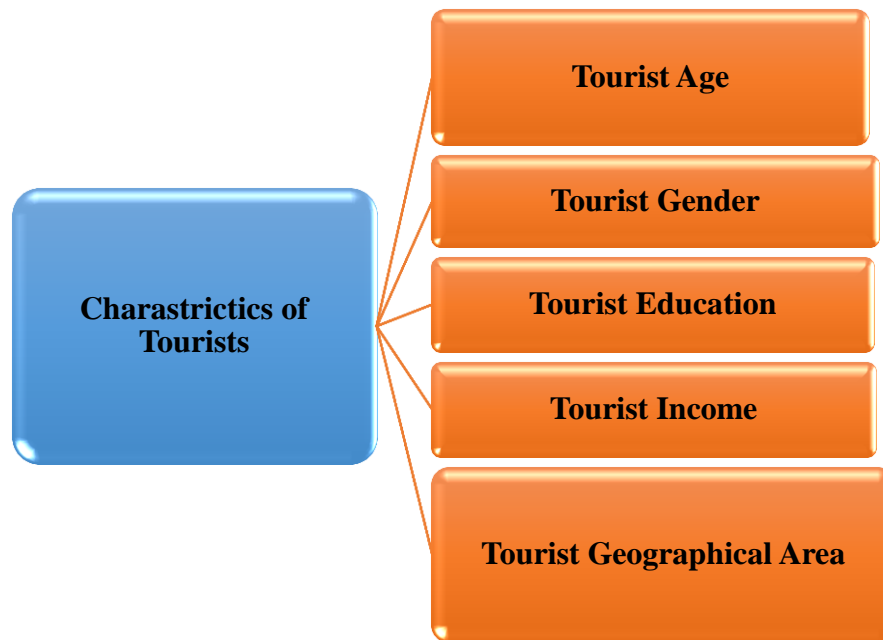 Charastrictics of
Tourists
Tourist Age
Tourist Gender
Tourist Education
Tourist Income
Tourist Geographical Area